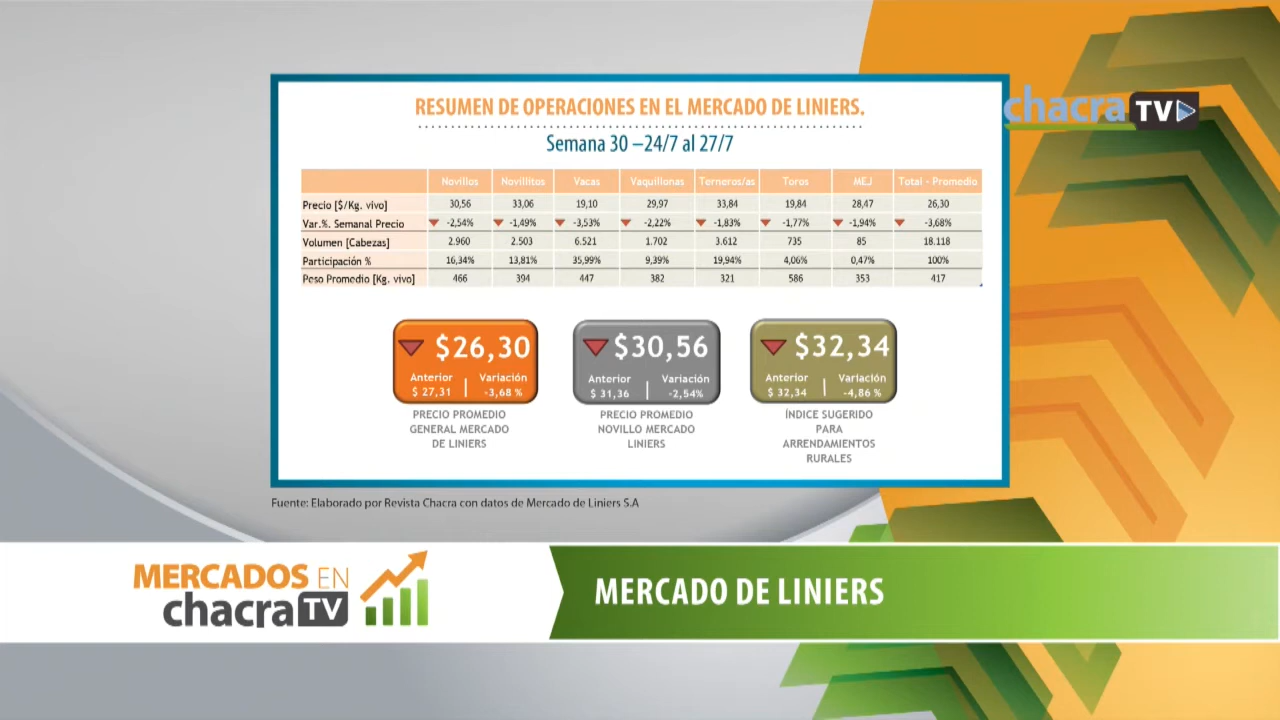 RESUMEN DE OPERACIONES EN EL MERCADO DE LINIERS.
chacra TV
Semana 30 –24/7 al 27/7
Novillos Novillitos Vacas Vaquillonas Terneros/as Toros MEJ Total - Promedio
Precio [$/Kg. vivo] 30,56 33,06 19,10 29,97 33,84 19,84 28,47 26,30
Var.%. Semanal Precio -2,54% -1,49% -3,53% -2,22% -1,83% -1,77% -1,94% -3,68%
Volumen [Cabezas] 2.960 2.503 6.521 1.702 3.612 735 85 18.118
Participación % 16,34% 13,81% 35,99% 9,39% 19,94% 4,06% 0,47% 100%
Peso Promedio [Kg. vivo] 466 394 447 382 321 586 353 417
$26,30
Anterior Variación
$ 27,31 -3,68 %
PRECIO PROMEDIO
GENERAL MERCADO
DE LINIERS
$30,56
Anterior Variación
$ 31,36 -2,54%
PRECIO PROMEDIO
NOVILLO MERCADO
LINIERS
$32,34
Anterior Variación
$ 32,34 -4,86 %
ÍNDICE SUGERIDO
PARA
ARRENDAMIENTOS
RURALES
Fuente: Elaborado por Revista Chacra con datos de Mercado de Liniers S.A
MERCADOS EN
chacra TV
MERCADO DE LINIERS